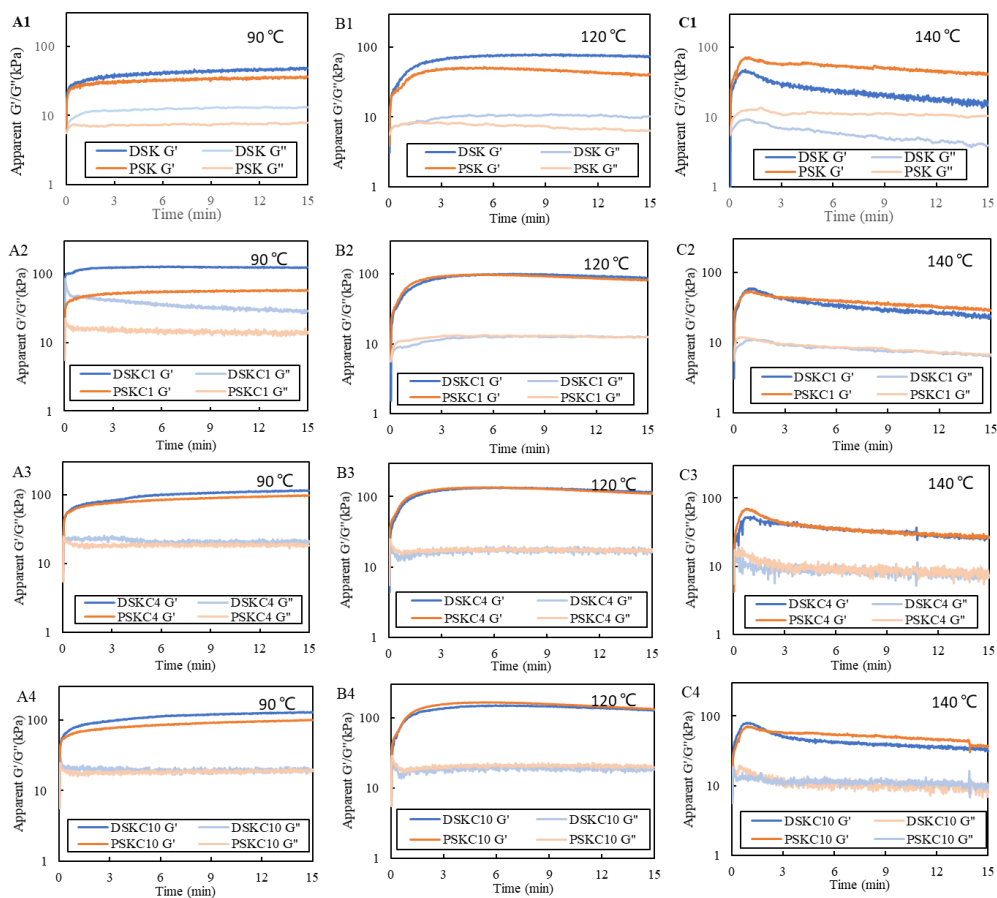 A1
90 ℃
Apparent G'/G"(kPa)
100
10
1
DSK G' DSK G"
PSK G' PSK G"
0 3 6 9 12 15
Time (min)
B1
120 ℃
Apparent G'/G"(kPa)
100
10
1
DSK G' DSK G"
PSK G' PSK G"
0 3 6 9 12 15
Time (min)
C1
140 ℃
Apparent G'/G"(kPa)
100
10
1
DSK G' DSK G"
PSK G' PSK G"
0 3 6 9 12 15
Time (min)
A2
90 ℃
Apparent G'/G"(kPa)
100
10
1
DSKC1 G' DSKC1 G"
PSKC1 G' PSKC1 G"
0 3 6 9 12 15
Time (min)
B2
120 ℃
Apparent G'/G"(kPa)
100
10
1
DSKC1 G' DSKC1 G"
PSKC1 G' PSKC1 G"
0 3 6 9 12 15
Time (min)
C2
140 ℃
Apparent G'/G"(kPa)
100
10
1
DSKC1 G' DSKC1 G"
PSKC1 G' PSKC1 G"
0 3 6 9 12 15
Time (min)
A3
90 ℃
Apparent G'/G"(kPa)
100
10
1
DSKC4 G' DSKC4 G"
PSKC4 G' PSKC4 G"
0 3 6 9 12 15
Time (min)
B3
120 ℃
Apparent G'/G"(kPa)
100
10
1
DSKC4 G' DSKC4 G"
PSKC4 G' PSKC4 G"
0 3 6 9 12 15
Time (min)
C3
140 ℃
Apparent G'/G"(kPa)
100
10
1
DSKC4 G' DSKC4 G"
PSKC4 G' PSKC4 G"
0 3 6 9 12 15
Time (min)
A4
90 ℃
Apparent G'/G"(kPa)
100
10
1
DSKC10 G' DSKC10 G"
PSKC10 G' PSKC10 G"
0 3 6 9 12 15
Time (min)
B4
120 ℃
Apparent G'/G"(kPa)
100
10
1
DSKC10 G' DSKC10 G"
PSKC10 G' PSKC10 G"
0 3 6 9 12 15
Time (min)
C4
140 ℃
Apparent G'/G"(kPa)
100
10
1
DSKC10 G' DSKC10 G"
PSKC10 G' PSKC10 G"
0 3 6 9 12 15
Time (min)